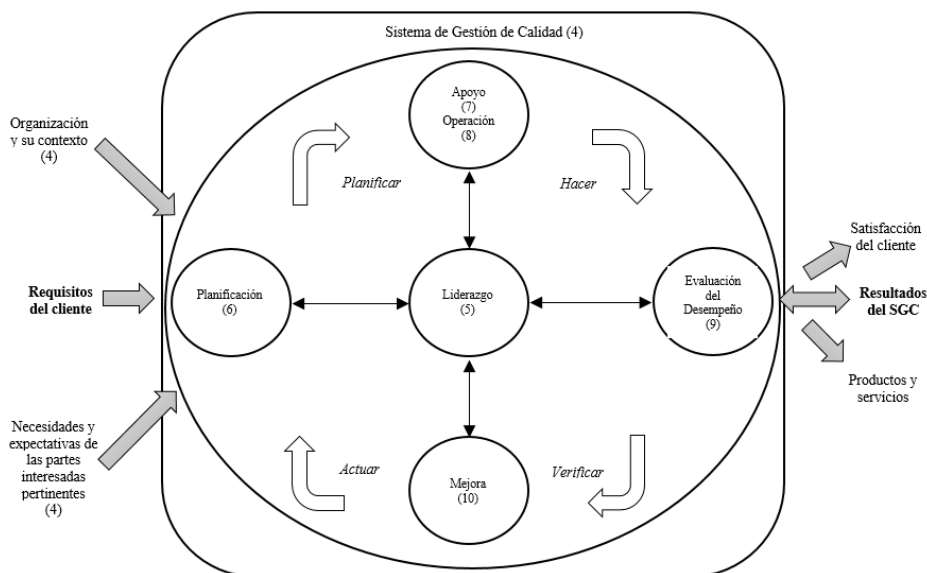 Sistema de Gestión de Calidad (4)
Apoyo
(7)
Operación
(8)
Organización
y su contexto
(4)
Planificar
Hacer
Satisfacción
del cliente
Requisitos
del cliente
Planificación
(6)
Liderazgo
(5)
Evaluación
del
Desempeño
(9)
Resultados
del SGC
Productos y
servicios
Necesidades y
expectativas de
las partes
interesadas
pertinentes
(4)
Actuar
Verificar
Mejora
(10)